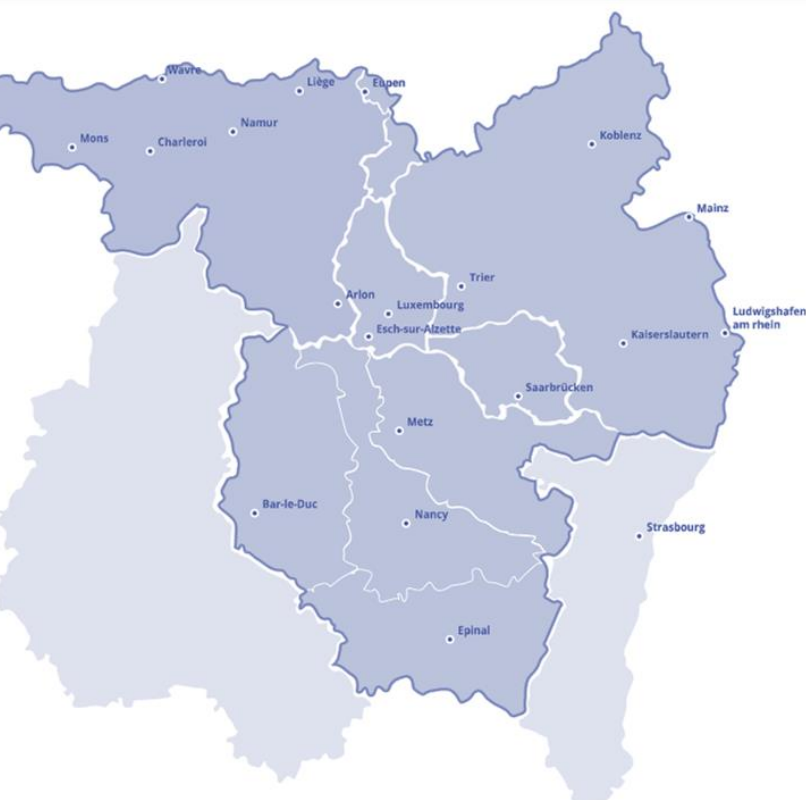 Wavre
Liège
Eupen
Namur
Mons
Charleroi
Koblenz
Mainz
Trier
Arlon
Luxembourg
Esch-sur-Alzette
Ludwigshafen
am rhein
Kaiserslautern
Saarbrücken
Metz
Bar-le-Duc
Nancy
Strasbourg
Epinal